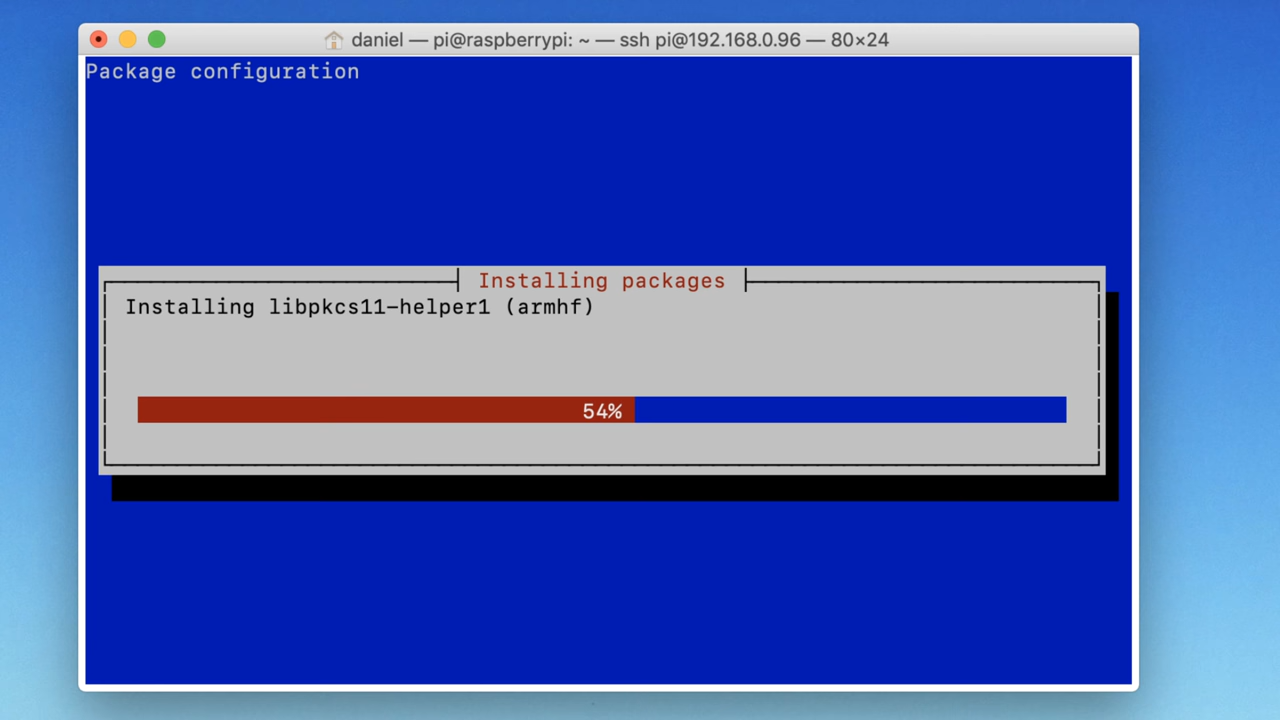 daniel — pi@raspberrypi: ~ — ssh pi@192.168.0.96 — 80×24
Package configuration
Installing packages
Installing libpkcs11-helper1 (armhf)
54%